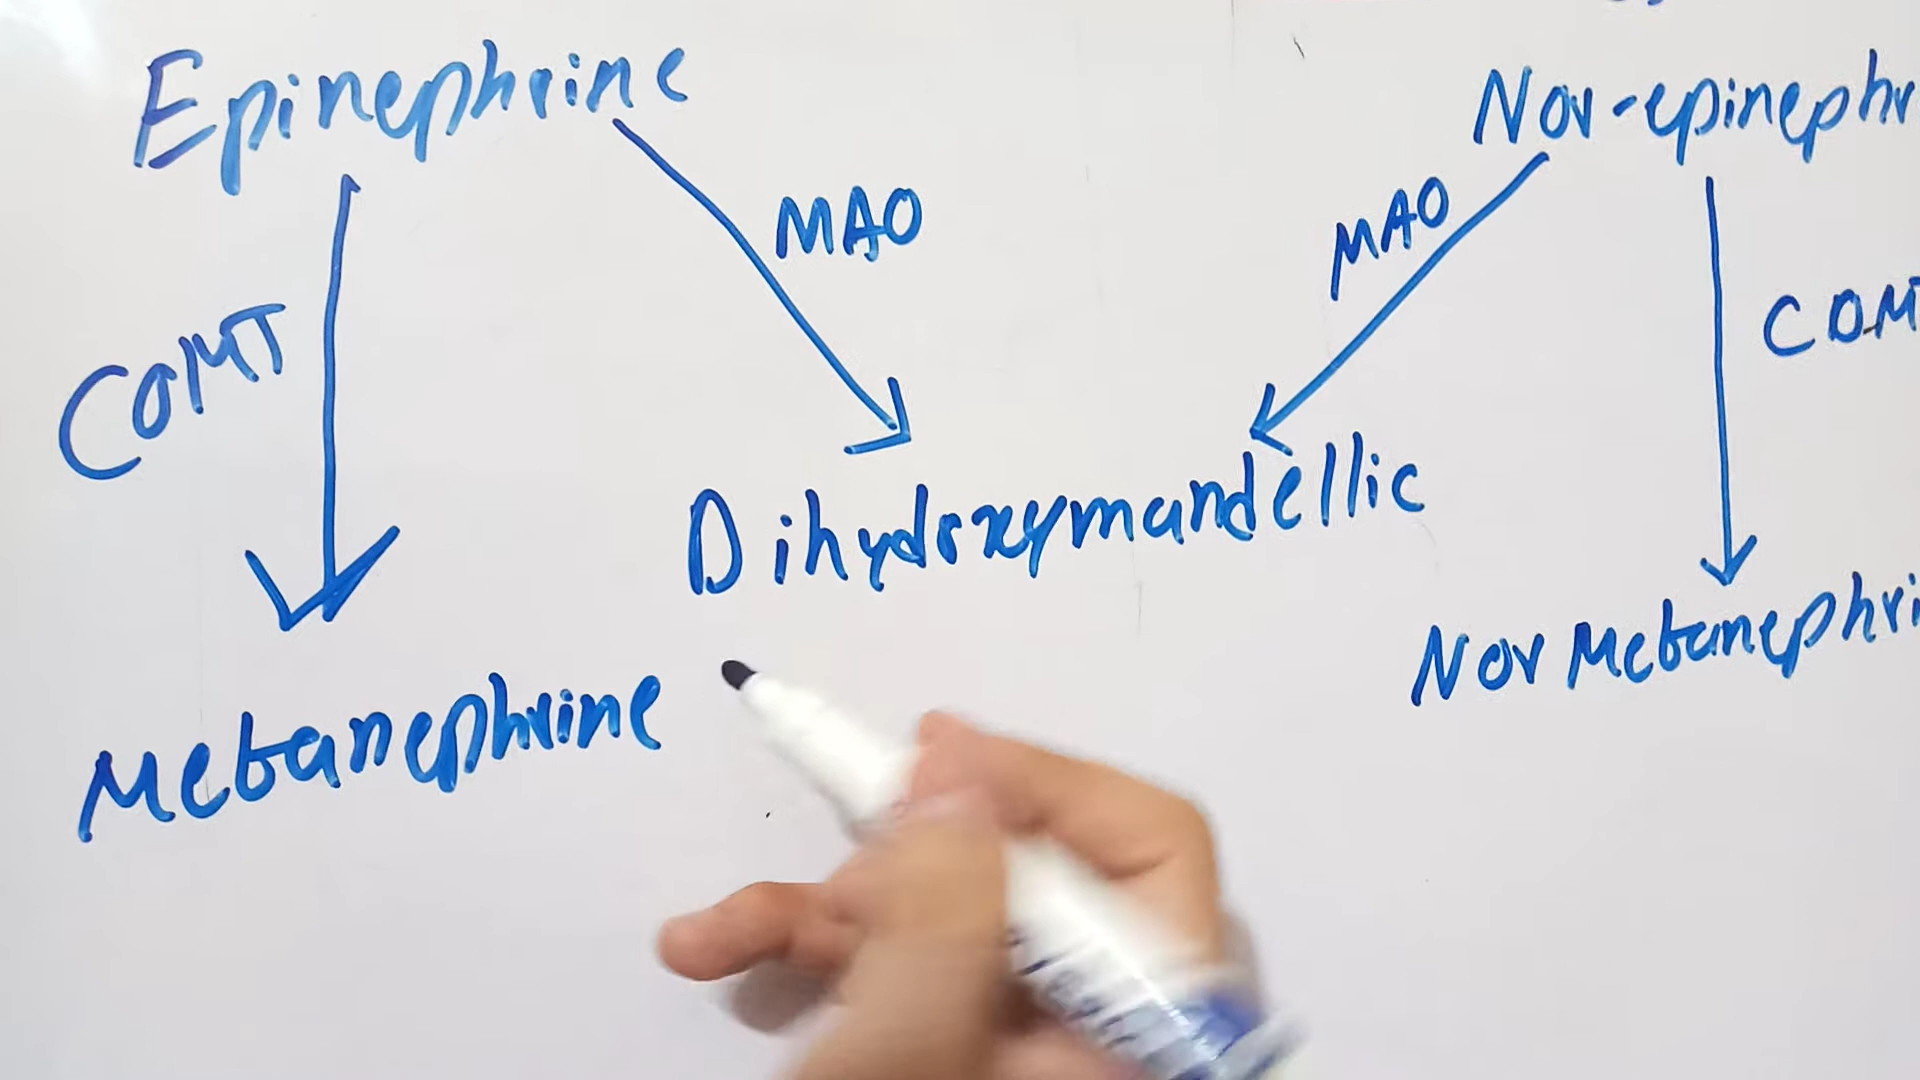 Epinephrine
Nor-epinephr
MAO
MAO
COMT
COM
Dihydroxymandellic
Metanephrine
Nor Metanephri